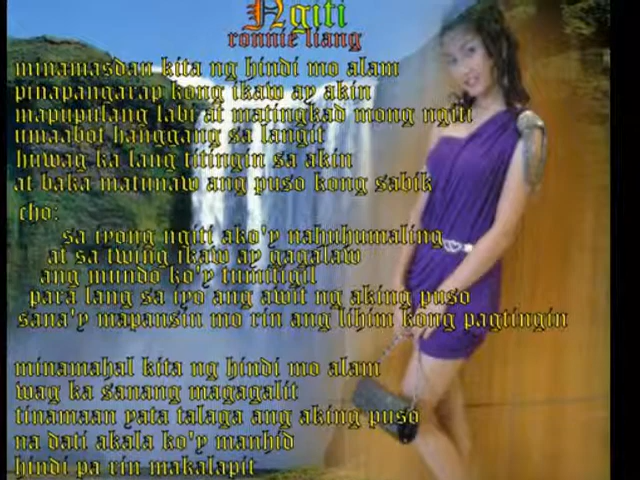 Ngiti
ronnie liang
minamasdan kita ng hindi mo alam
pinapangarap kong ikaw ay akin
mapupulang labi at matingkad mong ngiti
umaabot hanggang sa langit
huwag ka lang titingin sa akin
at baka matunaw ang puso kong sabik
cho:
sa iyong ngiti ako'y nahuhumaling
at sa twing ikaw ay gagalaw
ang mundo ko'y tumitigil
para lang sa iyo ang awit ng aking puso
sana'y mapansin mo rin ang lihim kong pagtingin
minamahal kita ng hindi mo alam
wag ka sanang magagalit
tinamaan yata talaga ang aking puso
na dati akala ko'y manhid
hindi pa rin makalapit